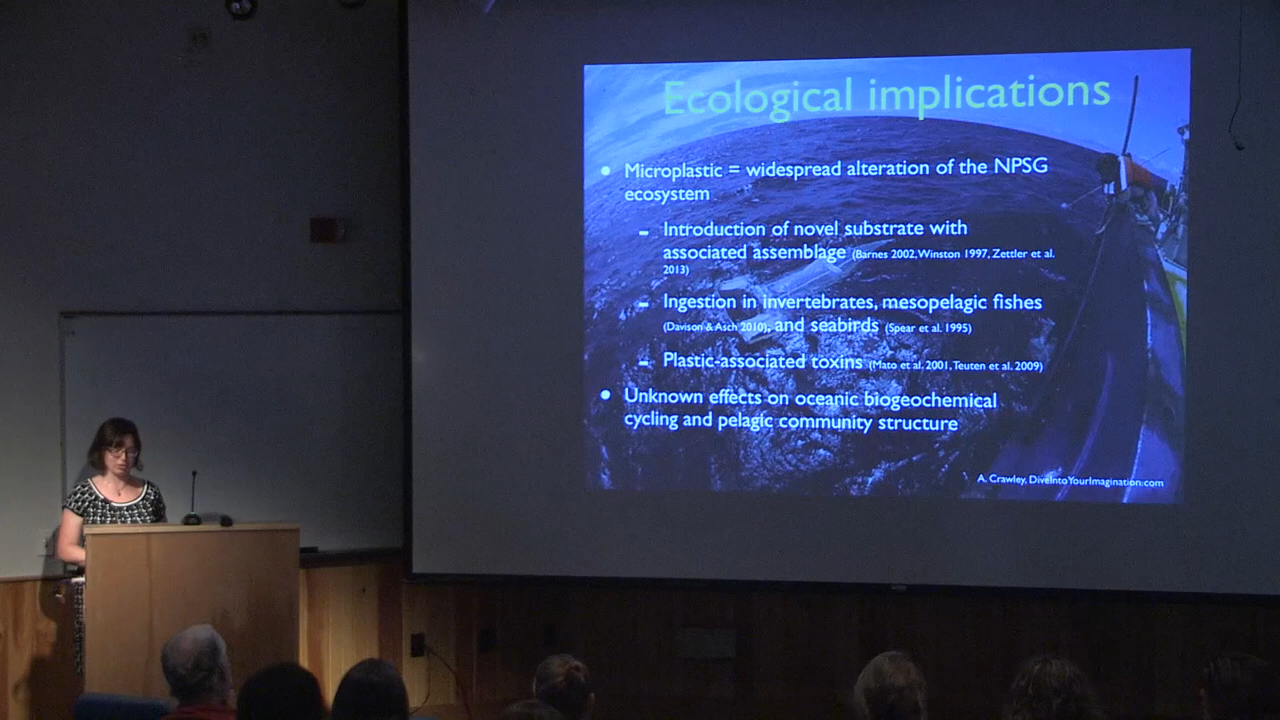 Ecological implications
• Microplastic = widespread alteration of the NPSG
ecosystem
- Introduction of novel substrate with
associated assemblage (Barnes 2002, Winston 1997, Zettler et al.
2013)
- Ingestion in invertebrates, mesopelagic fishes
(Davison & Asch 2010), and seabirds (Spear et al. 1995)
- Plastic-associated toxins (Mato et al. 2001, Teuten et al. 2009)
• Unknown effects on oceanic biogeochemical
cycling and pelagic community structure
A. Crawley, DiveIntoYourImagination.com